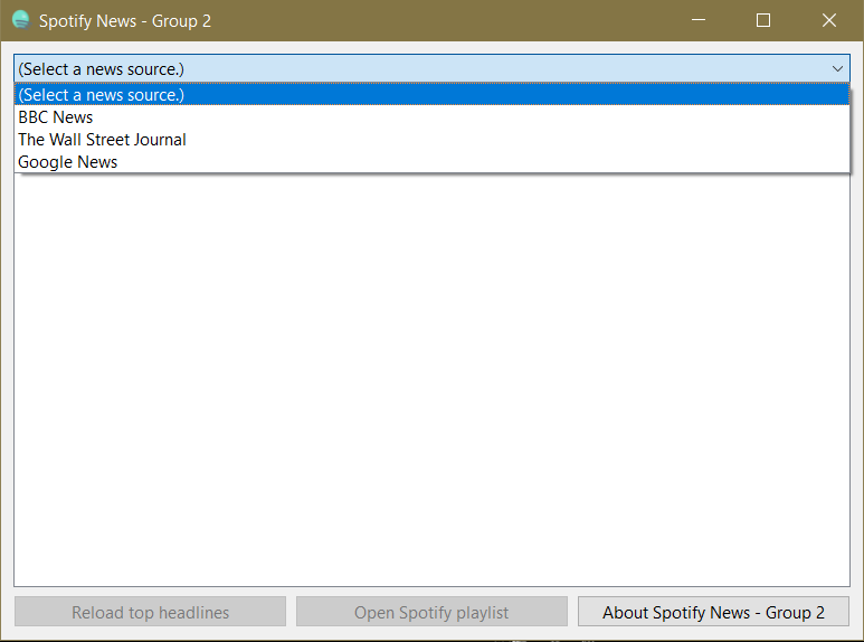 Spotify News - Group 2
(Select a news source.)
(Select a news source.)
BBC News
The Wall Street Journal
Google News
Reload top headlines
Open Spotify playlist
About Spotify News - Group 2